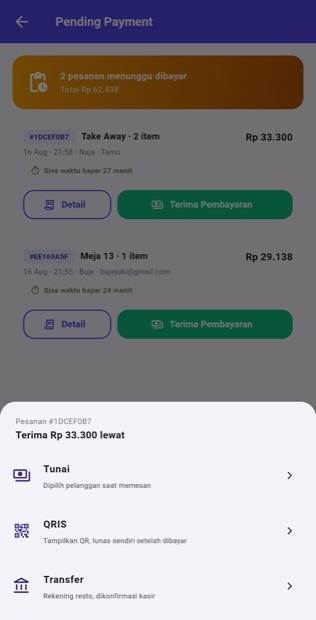 Pending Payment
2 pesanan menunggu dibayar
Total Rp 62.438
#1DCEF0B7
Take Away · 2 item
Rp 33.300
16 Aug · 21:58 · Naja · Tamu
Sisa waktu bayar 27 menit
Detail
Terima Pembayaran
#EE169A5F
Meja 13 · 1 item
Rp 29.138
16 Aug · 21:55 · Buje · bujejuki@gmail.com
Sisa waktu bayar 24 menit
Detail
Terima Pembayaran
Pesanan #1DCEF0B7
Terima Rp 33.300 lewat
Tunai
Dipilih pelanggan saat memesan
QRIS
Tampilkan QR, lunas sendiri setelah dibayar
Transfer
Rekening resto, dikonfirmasi kasir